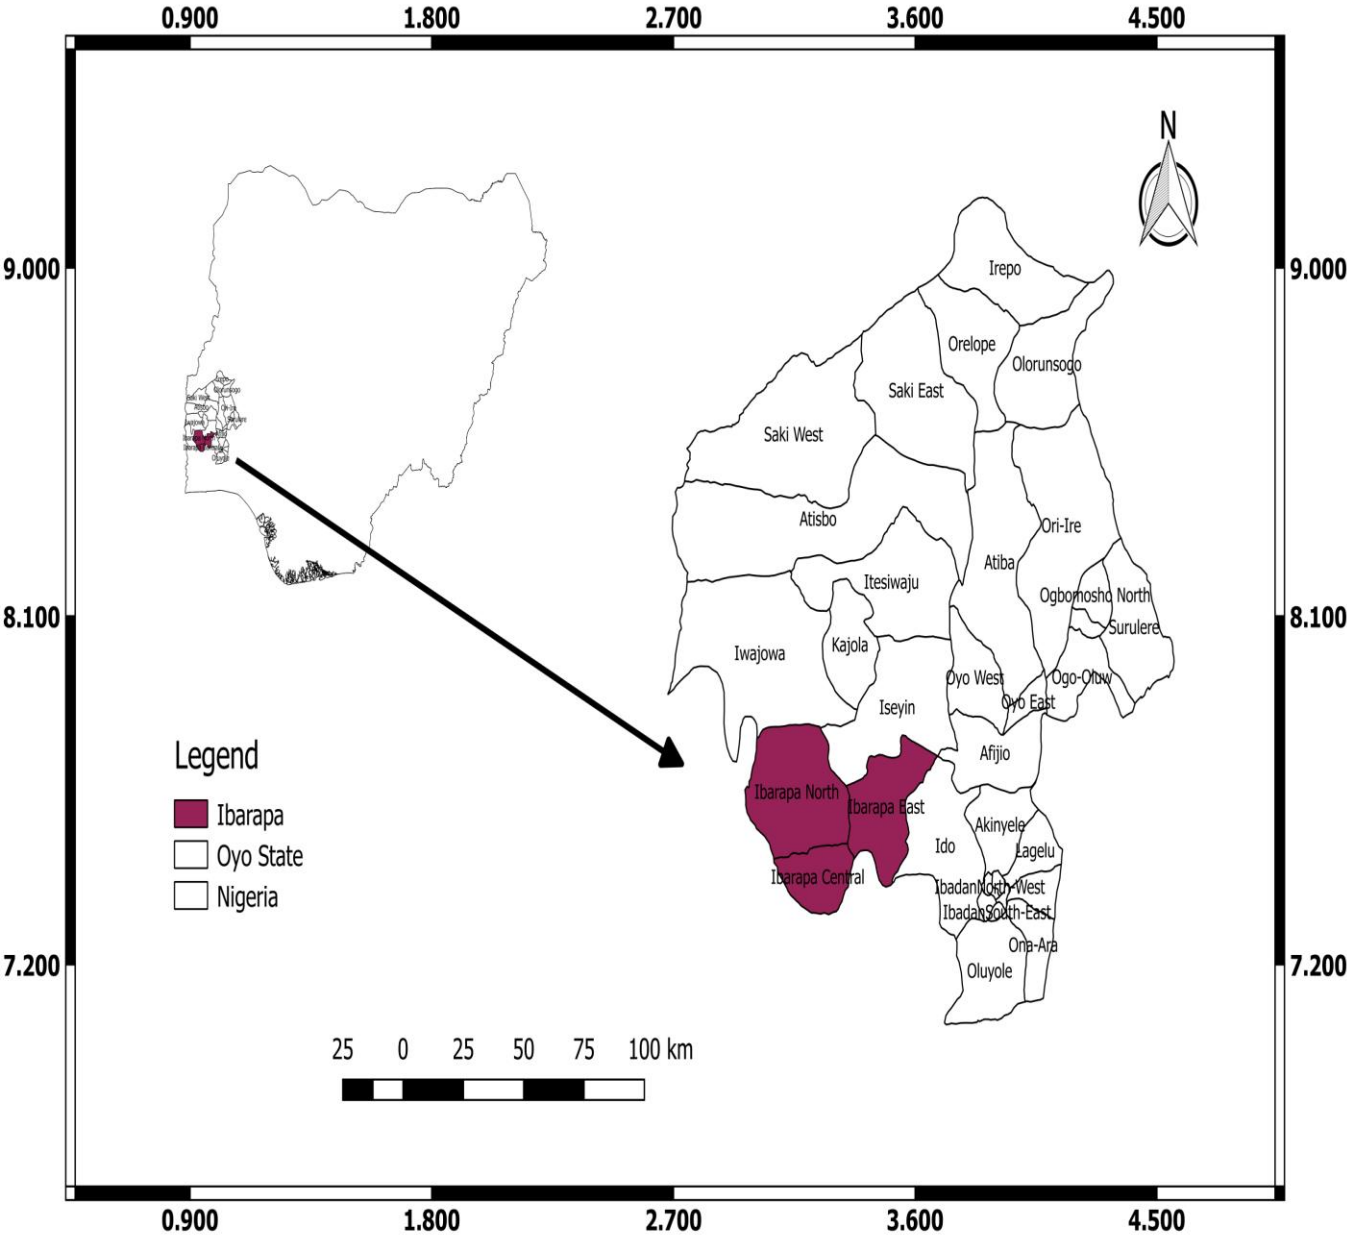 0.900 1.800 2.700 3.600 4.500
N
9.000 9.000
Irepo
Orelope
Olorunsogo
Saki East
Saki West
Atisbo
Ori-Ire
Atiba
Itesiwaju
Ogbomosho North
8.100 8.100
Surulere
Kajola
Iwajowa
Oyo West
Ogo-Oluw
Oyo East
Iseyin
Afijio
Legend
Ibarapa
Oyo State
Nigeria
Ibarapa North
Ibarapa East
Akinyele
Ido
Lagelu
Ibarapa Central
IbadanNorth-West
IbadanSouth-East
Ona-Ara
7.200 7.200
Oluyole
25 0 25 50 75 100 km
0.900 1.800 2.700 3.600 4.500